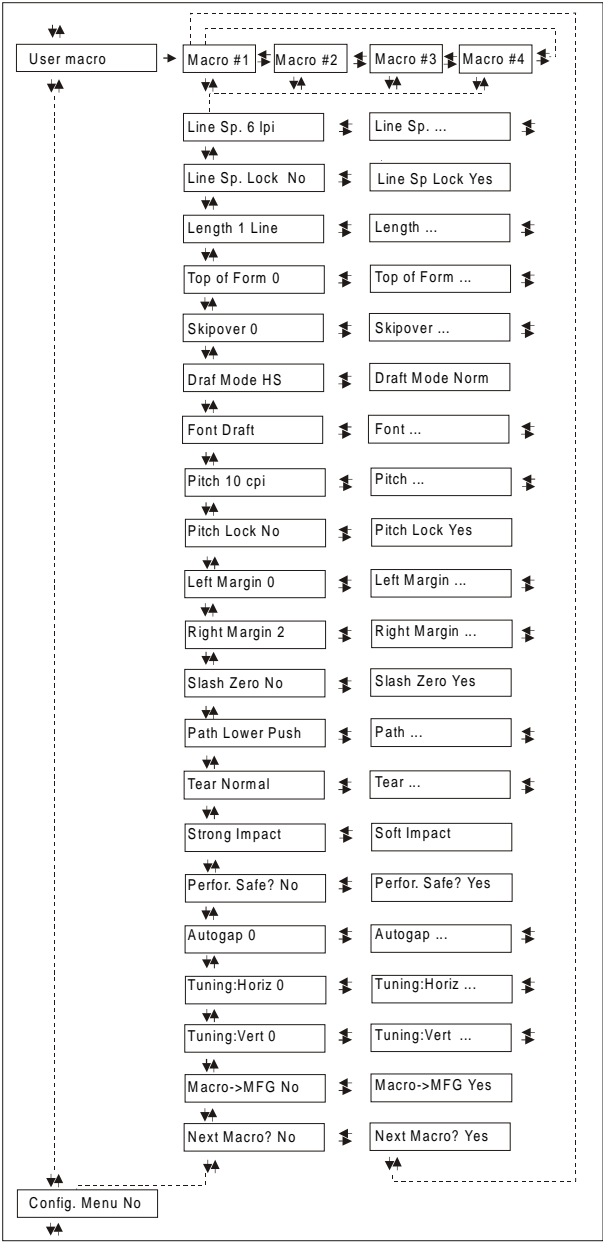 User macro
Macro #1
Macro #2
Macro #3
Macro #4
Line Sp. 6 lpi
Line Sp. ...
Line Sp. Lock No
Line Sp Lock Yes
Length 1 Line
Length ...
Top of Form 0
Top of Form ...
Skipover 0
Skipover ...
Draf Mode HS
Draft Mode Norm
Font Draft
Font ...
Pitch 10 cpi
Pitch ...
Pitch Lock No
Pitch Lock Yes
Left Margin 0
Left Margin ...
Right Margin 2
Right Margin ...
Slash Zero No
Slash Zero Yes
Path Lower Push
Path ...
Tear Normal
Tear ...
Strong Impact
Soft Impact
Perfor. Safe? No
Perfor. Safe? Yes
Autogap 0
Autogap ...
Tuning:Horiz 0
Tuning:Horiz ...
Tuning:Vert 0
Tuning:Vert ...
Macro->MFG No
Macro->MFG Yes
Next Macro? No
Next Macro? Yes
Config. Menu No